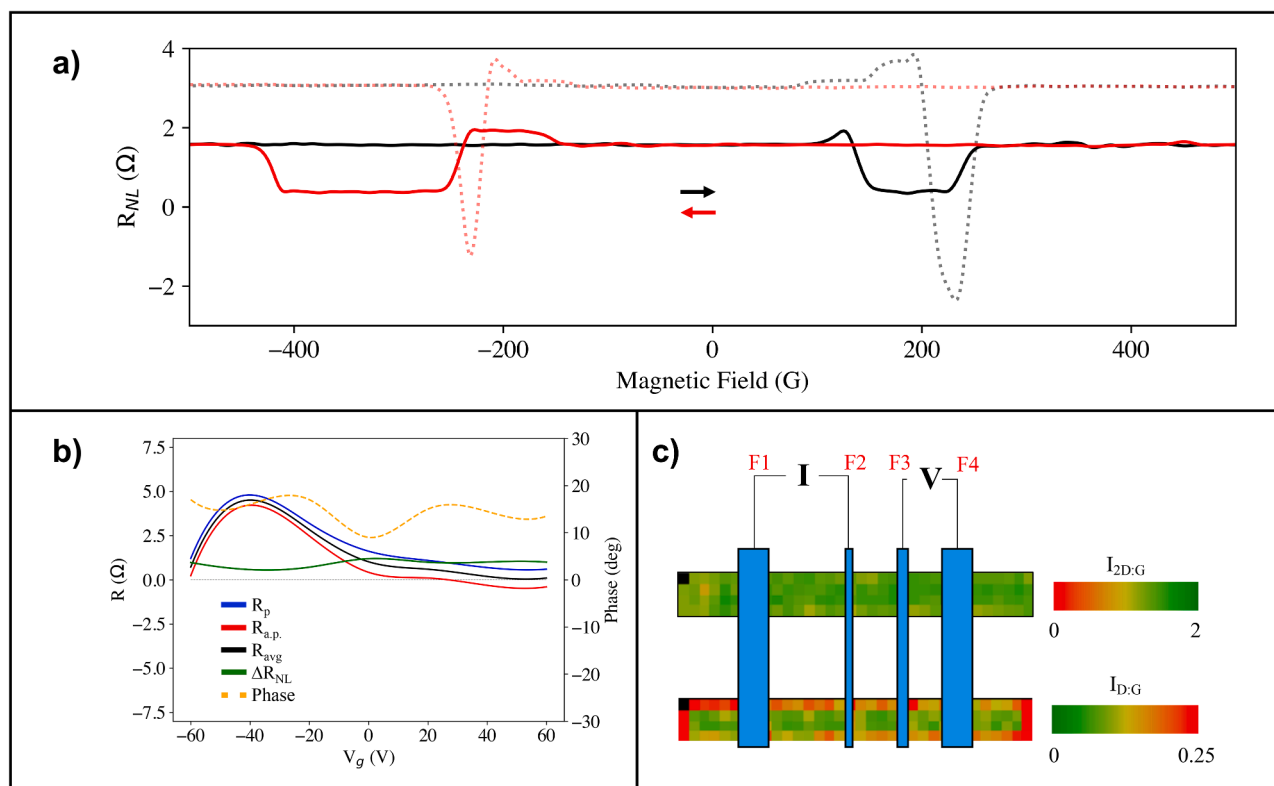 a)
4
2
0
−2
R_NL (Ω)
−400
−200
0
200
400
Magnetic Field (G)
b)
7.5
5.0
2.5
0.0
−2.5
−5.0
−7.5
R (Ω)
30
20
10
0
−10
−20
−30
Phase (deg)
R_p
R_a.p.
R_avg
ΔR_NL
Phase
−60
−40
−20
0
20
40
60
V_g (V)
c)
F1 I F2 F3 V F4
I_2D:G
0 2
I_D:G
0 0.25